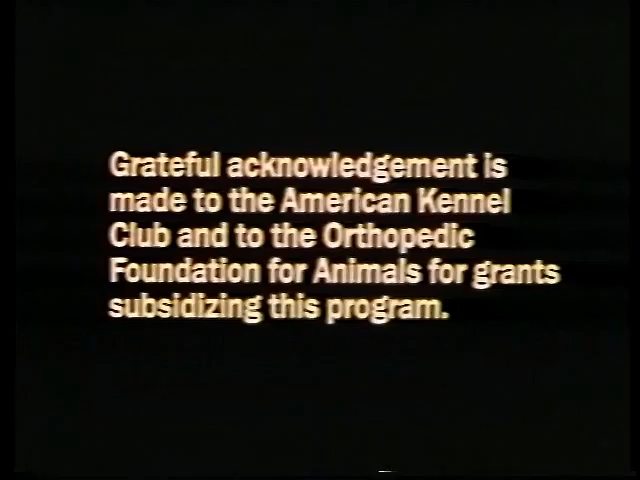 Grateful acknowledgement is
made to the American Kennel
Club and to the Orthopedic
Foundation for Animals for grants
subsidizing this program.